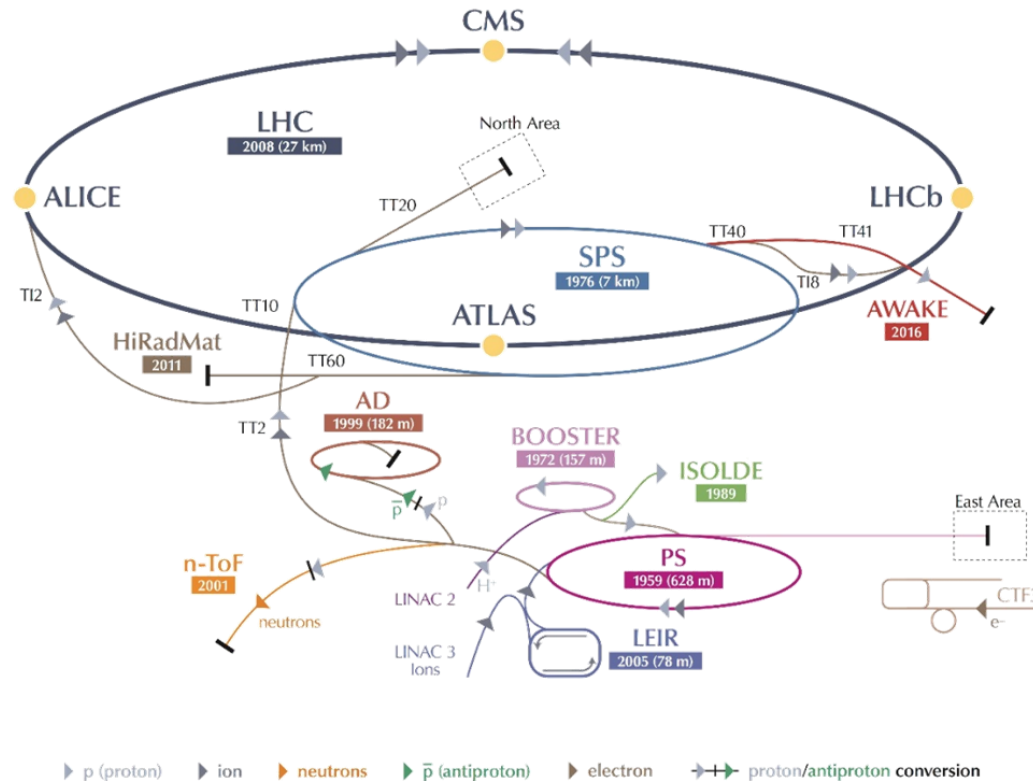 CMS
LHC
2008 (27 km)
North Area
ALICE
TT20
LHCb
TT40
TT41
SPS
1976 (7 km)
TI8
TI2
TT10
ATLAS
AWAKE
2016
HiRadMat
2011
TT60
AD
1999 (182 m)
TT2
BOOSTER
1972 (157 m)
ISOLDE
1989
p
p̅
East Area
n-ToF
2001
PS
1959 (628 m)
H⁺
LINAC 2
neutrons
CTF3
e⁻
LEIR
2005 (78 m)
LINAC 3
Ions
p (proton)
ion
neutrons
p̅ (antiproton)
electron
proton/antiproton conversion